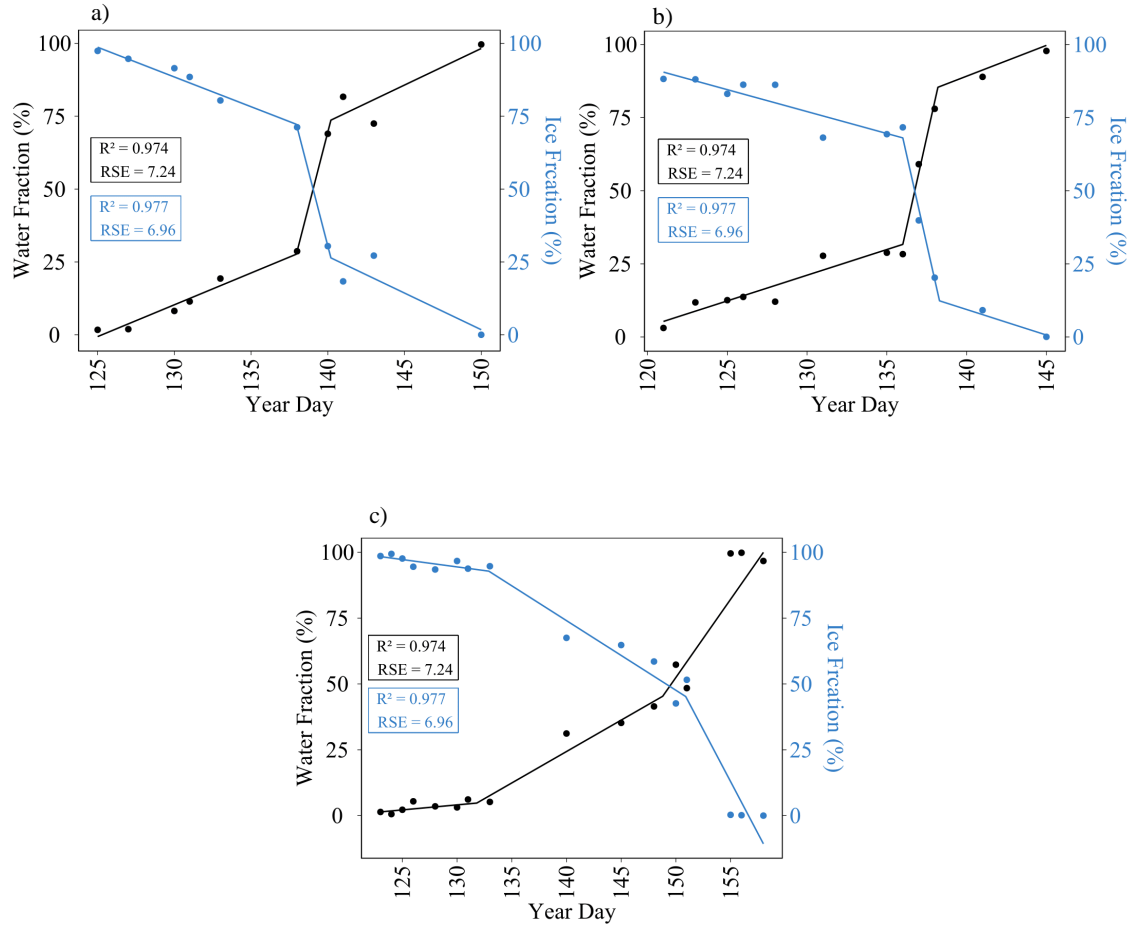 a)
100
75
50
25
0
Water Fraction (%)
R² = 0.974
RSE = 7.24
R² = 0.977
RSE = 6.96
100
75
50
25
0
Ice Frcation (%)
125
130
135
140
145
150
Year Day
b)
100
75
50
25
0
Water Fraction (%)
R² = 0.974
RSE = 7.24
R² = 0.977
RSE = 6.96
100
75
50
25
0
Ice Frcation (%)
120
125
130
135
140
145
Year Day
c)
100
75
50
25
0
Water Fraction (%)
R² = 0.974
RSE = 7.24
R² = 0.977
RSE = 6.96
100
75
50
25
0
Ice Frcation (%)
125
130
135
140
145
150
155
Year Day